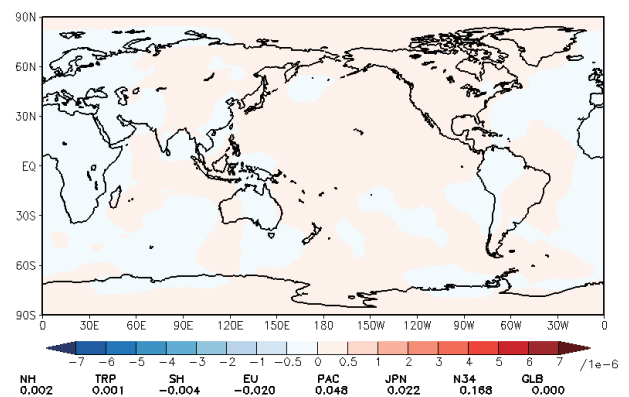 90N
60N
30N
EQ
30S
60S
90S
0 30E 60E 90E 120E 150E 180 150W 120W 90W 60W 30W 0
-7 -6 -5 -4 -3 -2 -1 -0.5 0 0.5 1 2 3 4 5 6 7 /1e-6
NH TRP SH EU PAC JPN N34 GLB
0.002 0.001 -0.004 -0.020 0.048 0.022 0.168 0.000